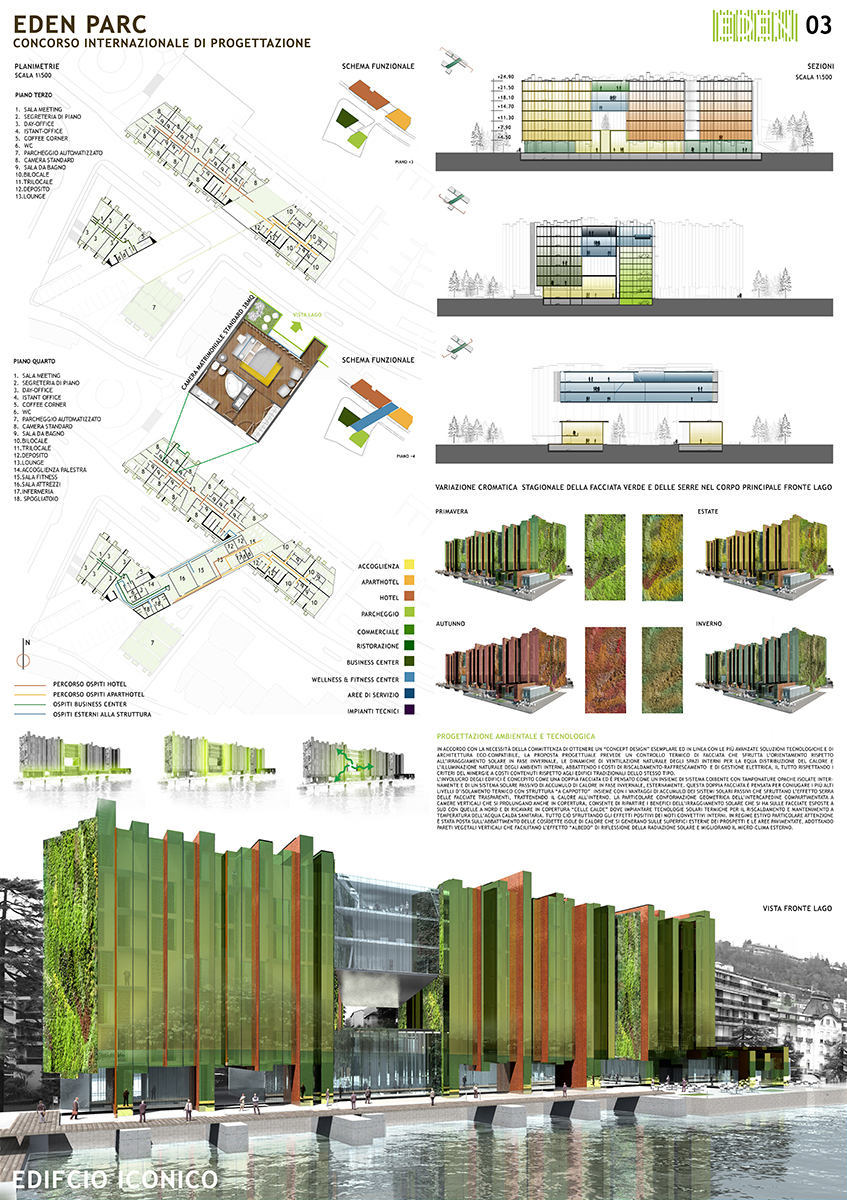 EDEN PARC
CONCORSO INTERNAZIONALE DI PROGETTAZIONE
EDEN 03
PLANIMETRIE
SCALA 1:500
SCHEMA FUNZIONALE
PIANO TERZO
1. SALA MEETING
2. SEGRETERIA DI PIANO
3. DAY-OFFICE
4. ISTANT-OFFICE
5. COFFEE CORNER
6. WC
7. PARCHEGGIO AUTOMATIZZATO
8. CAMERA STANDARD
9. SALA DA BAGNO
10.BILOCALE
11.TRILOCALE
12.DEPOSITO
13.LOUNGE
PIANO +3
7
CAMERA MATRIMONIALE STANDARD 38MQ
VISTA LAGO
PIANO QUARTO
1. SALA MEETING
2. SEGRETERIA DI PIANO
3. DAY-OFFICE
4. ISTANT OFFICE
5. COFFEE CORNER
6. WC
7. PARCHEGGIO AUTOMATIZZATO
8. CAMERA STANDARD
9. SALA DA BAGNO
10.BILOCALE
11.TRILOCALE
12.DEPOSITO
13.LOUNGE
14.ACCOGLIENZA PALESTRA
15.SALA FITNESS
16.SALA ATTREZZI
17.INFERMERIA
18. SPOGLIATOIO
SCHEMA FUNZIONALE
PIANO +4
7
ACCOGLIENZA
APARTHOTEL
HOTEL
PARCHEGGIO
COMMERCIALE
RISTORAZIONE
BUSINESS CENTER
WELLNESS & FITNESS CENTER
AREE DI SERVIZIO
IMPIANTI TECNICI
N
PERCORSO OSPITI HOTEL
PERCORSO OSPITI APARTHOTEL
OSPITI BUSINESS CENTER
OSPITI ESTERNI ALLA STRUTTURA
SEZIONI
SCALA 1:500
+24.90
+21.50
+18.10
+14.70
+11.30
+7.90
+4.50
VARIAZIONE CROMATICA STAGIONALE DELLA FACCIATA VERDE E DELLE SERRE NEL CORPO PRINCIPALE FRONTE LAGO
PRIMAVERA
ESTATE
AUTUNNO
INVERNO
PROGETTAZIONE AMBIENTALE E TECNOLOGICA
IN ACCORDO CON LA NECESSITÀ DELLA COMMITTENZA DI OTTENERE UN "CONCEPT DESIGN" ESEMPLARE ED IN LINEA CON LE PIÙ AVANZATE SOLUZIONI TECNOLOGICHE E DI
ARCHITETTURA ECO-COMPATIBILE, LA PROPOSTA PROGETTUALE PREVEDE UN CONTROLLO TERMICO DI FACCIATA CHE SFRUTTA L'ORIENTAMENTO RISPETTO
ALL'IRRAGGIAMENTO SOLARE IN FASE INVERNALE, LE DINAMICHE DI VENTILAZIONE NATURALE DEGLI SPAZI INTERNI PER LA EQUA DISTRIBUZIONE DEL CALORE E
L'ILLUMINAZIONE NATURALE DEGLI AMBIENTI INTERNI, ABBATTENDO I COSTI DI RISCALDAMENTO-RAFFRESCAMENTO E DI GESTIONE ELETTRICA, IL TUTTO RISPETTANDO I
CRITERI DEL MINERGIE A COSTI CONTENUTI RISPETTO AGLI EDIFICI TRADIZIONALI DELLO STESSO TIPO.
L'INVOLUCRO DEGLI EDIFICI È CONCEPITO COME UNA DOPPIA FACCIATA ED È PENSATO COME UN INSIEME DI SISTEMA COIBENTE CON TAMPONATURE OPACHE ISOLATE INTER-
NAMENTE E DI UN SISTEMA SOLARE PASSIVO DI ACCUMULO DI CALORE IN FASE INVERNALE, ESTERNAMENTE. QUESTA DOPPIA FACCIATA È PENSATA PER CONIUGARE I PIÙ ALTI
LIVELLI D'ISOLAMENTO TERMICO CON STRUTTURA "A CAPPOTTO" INSIEME CON I VANTAGGI DI ACCUMULO DEI SISTEMI SOLARI PASSIVI CHE SFRUTTANO L'EFFETTO SERRA
DELLE FACCIATE TRASPARENTI, TRATTENENDO IL CALORE ALL'INTERNO. LA PARTICOLARE CONFORMAZIONE GEOMETRICA DELL'INTERCAPEDINE COMPARTIMENTATA A
CAMERE VERTICALI CHE SI PROLUNGANO ANCHE IN COPERTURA, CONSENTE DI RIPARTIRE I BENEFICI DELL'IRRAGGIAMENTO SOLARE CHE SI HA SULLE FACCIATE ESPOSTE A
SUD CON QUELLE A NORD E DI RICAVARE IN COPERTURA "CELLE CALDE" DOVE IMPIANTARE TECNOLOGIE SOLARI TERMICHE PER IL RISCALDAMENTO E MANTENIMENTO A
TEMPERATURA DELL'ACQUA CALDA SANITARIA. TUTTO CIÒ SFRUTTANDO GLI EFFETTI POSITIVI DEI MOTI CONVETTIVI INTERNI. IN REGIME ESTIVO PARTICOLARE ATTENZIONE
È STATA POSTA SULL'ABBATTIMENTO DELLE COSIDETTE ISOLE DI CALORE CHE SI GENERANO SULLE SUPERFICI ESTERNE DEI PROSPETTI E LE AREE PAVIMENTATE, ADOTTANDO
PARETI VEGETALI VERTICALI CHE FACILITANO L'EFFETTO "ALBEDO" DI RIFLESSIONE DELLA RADIAZIONE SOLARE E MIGLIORANO IL MICRO-CLIMA ESTERNO.
VISTA FRONTE LAGO
EDIFCIO ICONICO